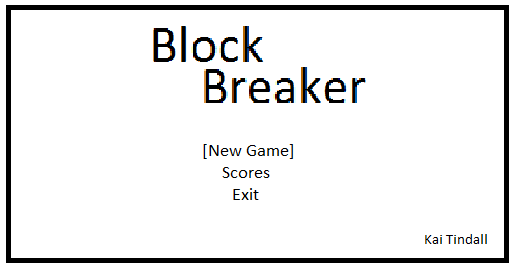 Block
Breaker
[New Game]
Scores
Exit
Kai Tindall